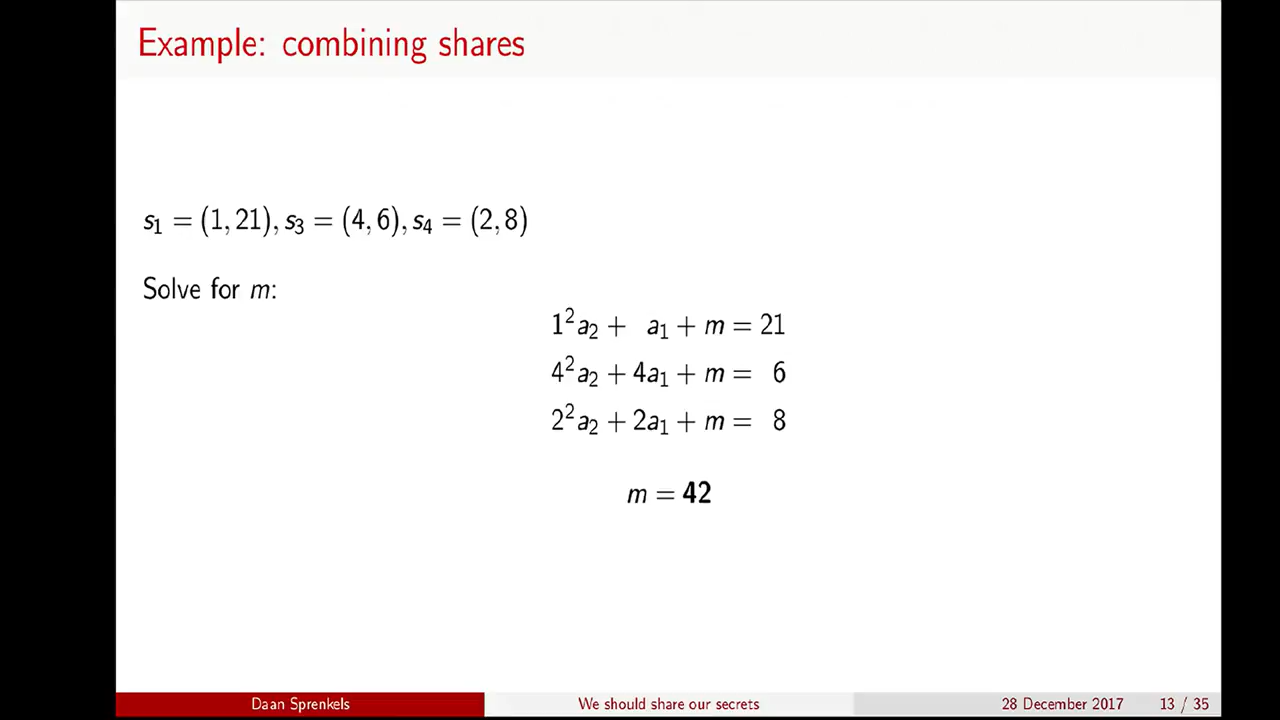 Example: combining shares
s₁ = (1, 21), s₃ = (4, 6), s₄ = (2, 8)
Solve for m:
1²a₂ + a₁ + m = 21
4²a₂ + 4a₁ + m = 6
2²a₂ + 2a₁ + m = 8
m = 42
Daan Sprenkels We should share our secrets 28 December 2017 13 / 35